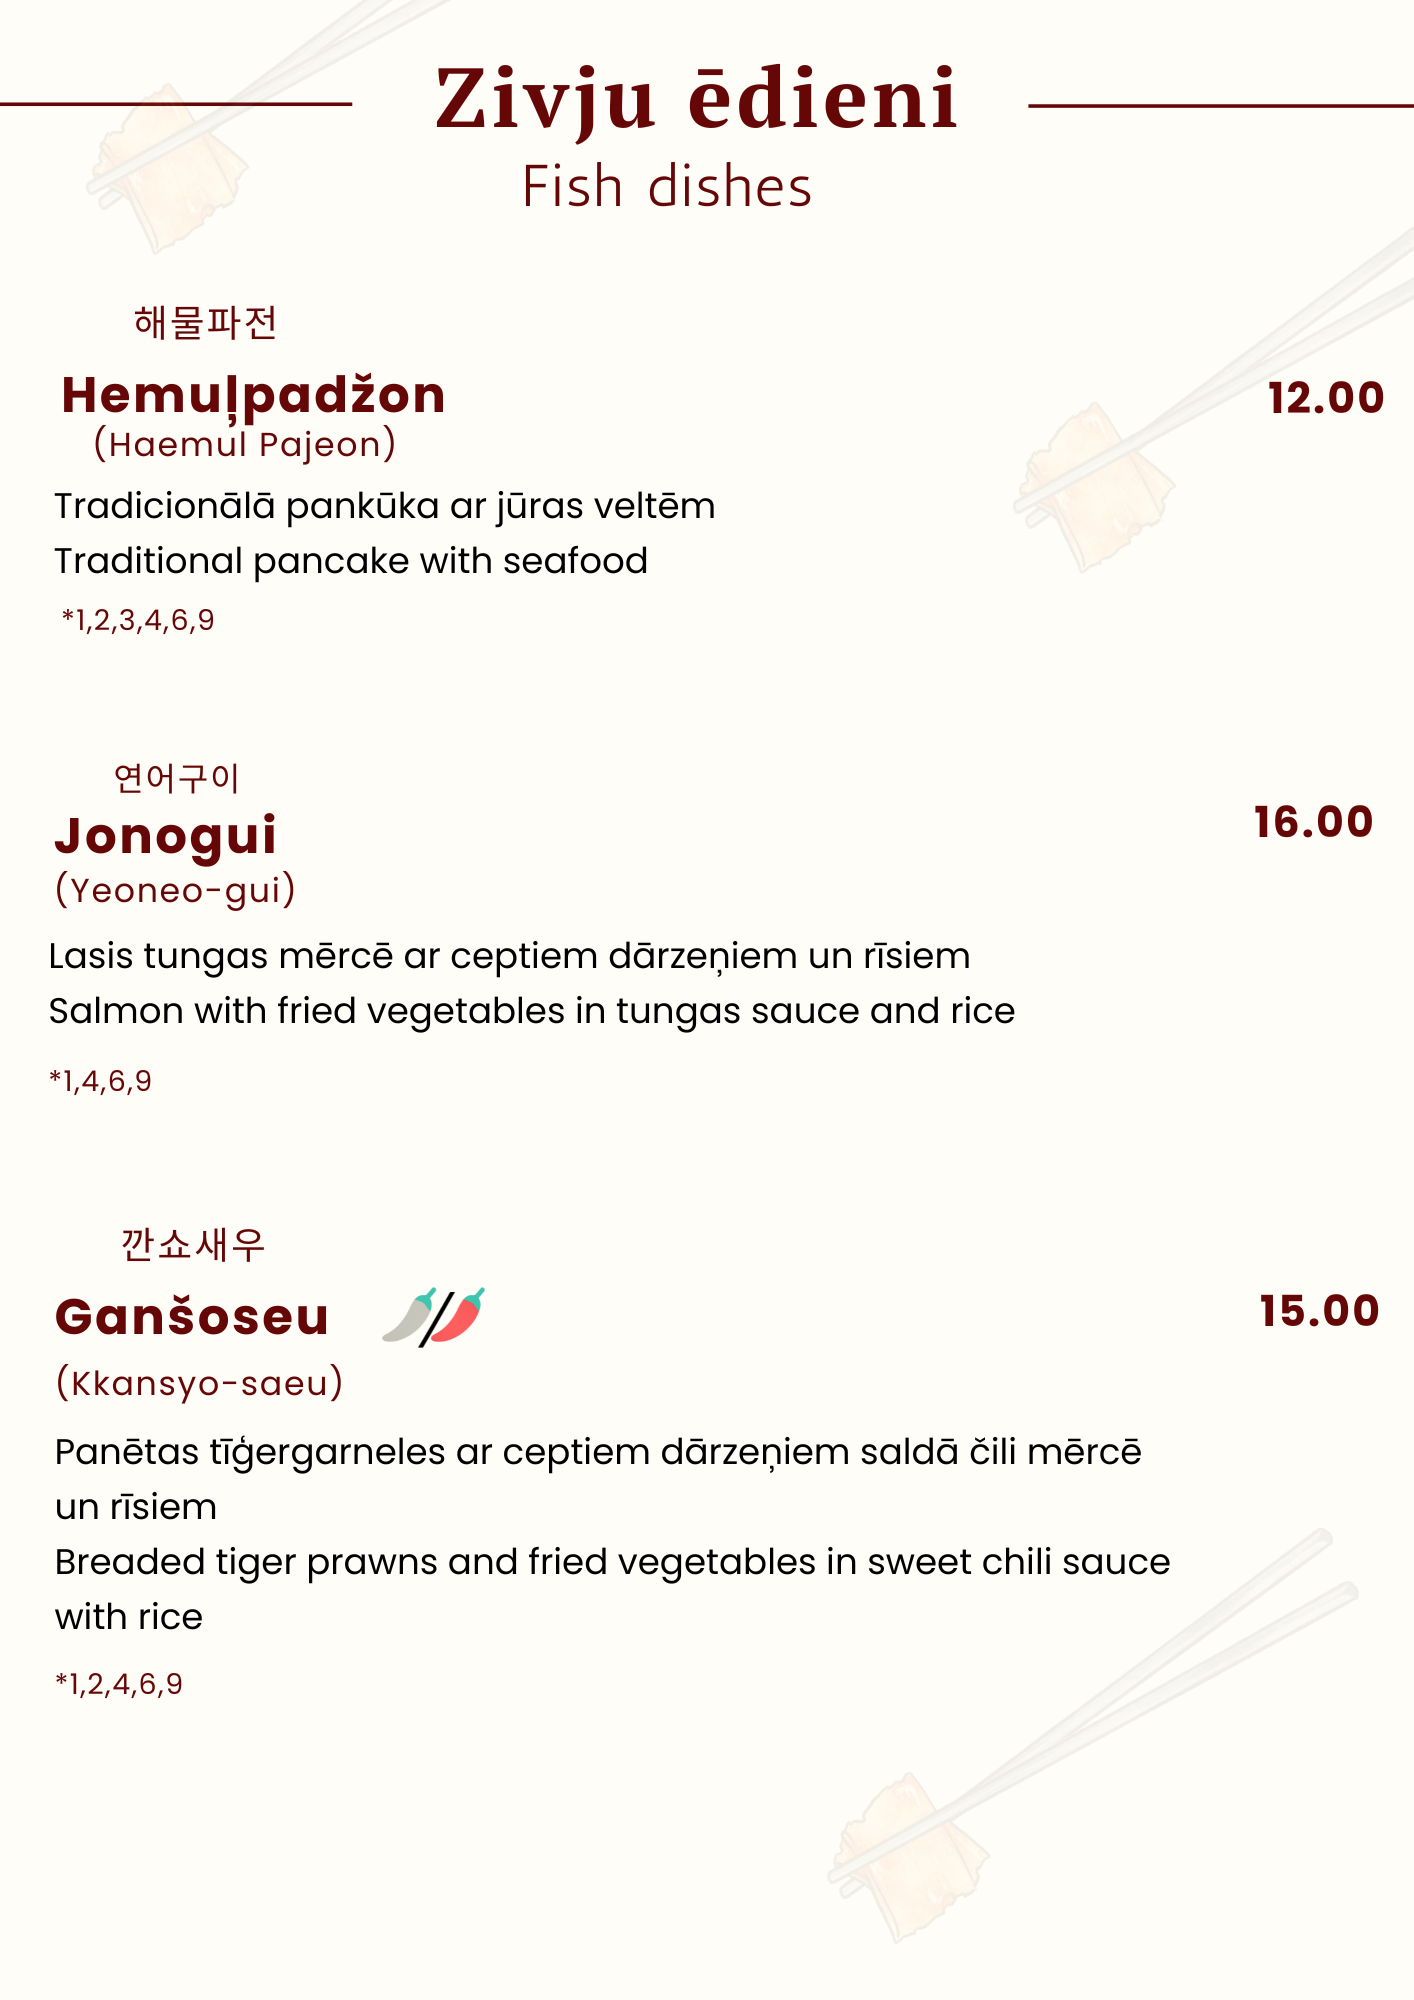 Zivju ēdieni
Fish dishes
해물파전
Hemuļpadžon
12.00
(Haemul Pajeon)
Tradicionālā pankūka ar jūras veltēm
Traditional pancake with seafood
*1,2,3,4,6,9
연어구이
Jonogui
16.00
(Yeoneo-gui)
Lasis tungas mērcē ar ceptiem dārzeņiem un rīsiem
Salmon with fried vegetables in tungas sauce and rice
*1,4,6,9
깐쇼새우
Ganšoseu
15.00
(Kkansyo-saeu)
Panētas tīģergarneles ar ceptiem dārzeņiem saldā čili mērcē
un rīsiem
Breaded tiger prawns and fried vegetables in sweet chili sauce
with rice
*1,2,4,6,9